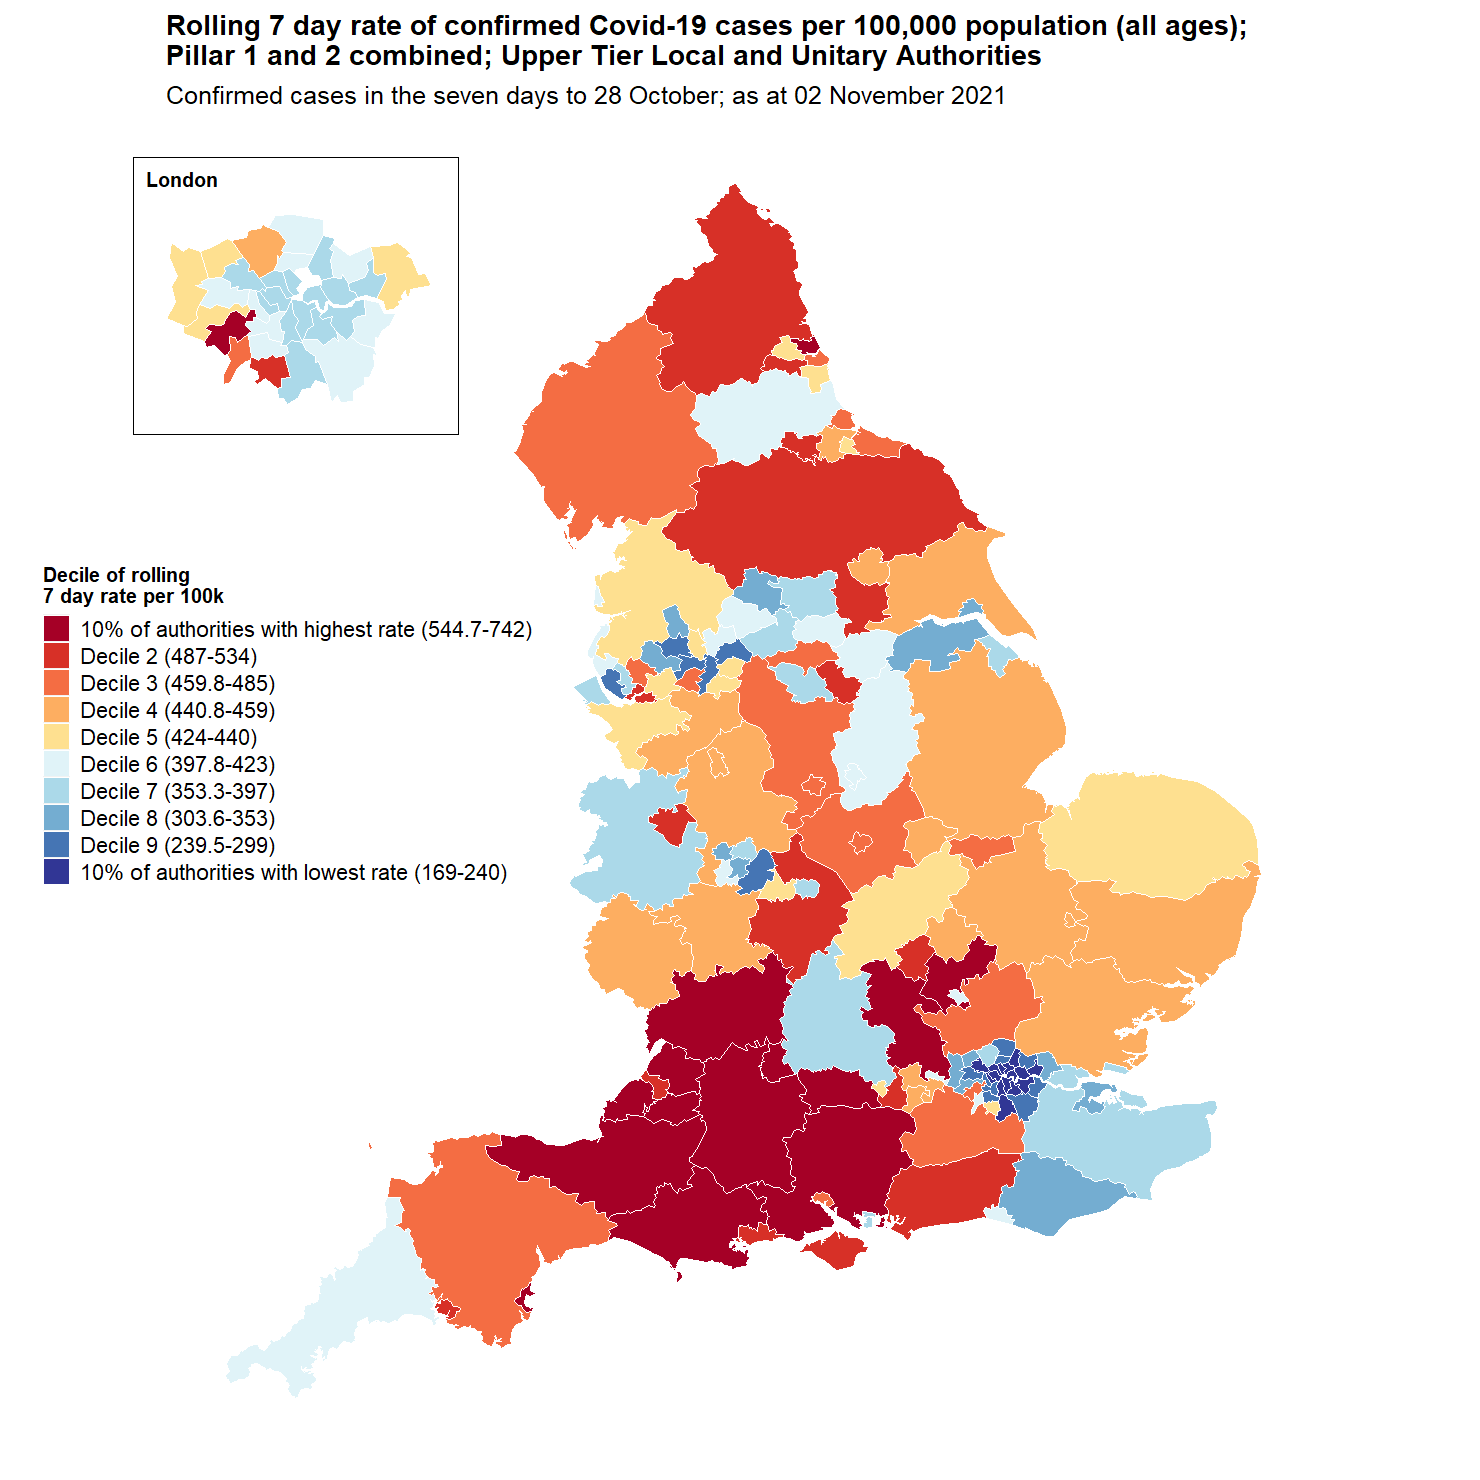 Rolling 7 day rate of confirmed Covid-19 cases per 100,000 population (all ages);
Pillar 1 and 2 combined; Upper Tier Local and Unitary Authorities
Confirmed cases in the seven days to 28 October; as at 02 November 2021
London
Decile of rolling
7 day rate per 100k
10% of authorities with highest rate (544.7-742)
Decile 2 (487-534)
Decile 3 (459.8-485)
Decile 4 (440.8-459)
Decile 5 (424-440)
Decile 6 (397.8-423)
Decile 7 (353.3-397)
Decile 8 (303.6-353)
Decile 9 (239.5-299)
10% of authorities with lowest rate (169-240)